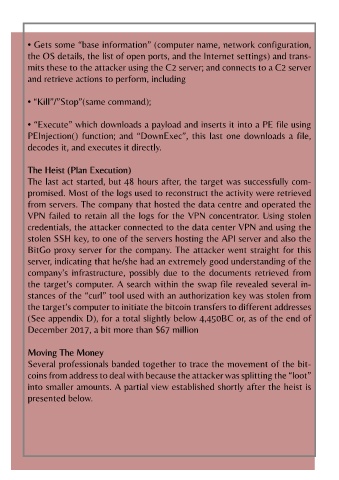 • Gets some “base information” (computer name, network configuration,
the OS details, the list of open ports, and the Internet settings) and trans-
mits these to the attacker using the C2 server; and connects to a C2 server
and retrieve actions to perform, including
• “Kill”/”Stop”(same command);
• “Execute” which downloads a payload and inserts it into a PE file using
PEInjection() function; and “DownExec”, this last one downloads a file,
decodes it, and executes it directly.
The Heist (Plan Execution)
The last act started, but 48 hours after, the target was successfully com-
promised. Most of the logs used to reconstruct the activity were retrieved
from servers. The company that hosted the data centre and operated the
VPN failed to retain all the logs for the VPN concentrator. Using stolen
credentials, the attacker connected to the data center VPN and using the
stolen SSH key, to one of the servers hosting the API server and also the
BitGo proxy server for the company. The attacker went straight for this
server, indicating that he/she had an extremely good understanding of the
company’s infrastructure, possibly due to the documents retrieved from
the target’s computer. A search within the swap file revealed several in-
stances of the “curl” tool used with an authorization key was stolen from
the target’s computer to initiate the bitcoin transfers to different addresses
(See appendix D), for a total slightly below 4,450BC or, as of the end of
December 2017, a bit more than $67 million
Moving The Money
Several professionals banded together to trace the movement of the bit-
coins from address to deal with because the attacker was splitting the “loot”
into smaller amounts. A partial view established shortly after the heist is
presented below.